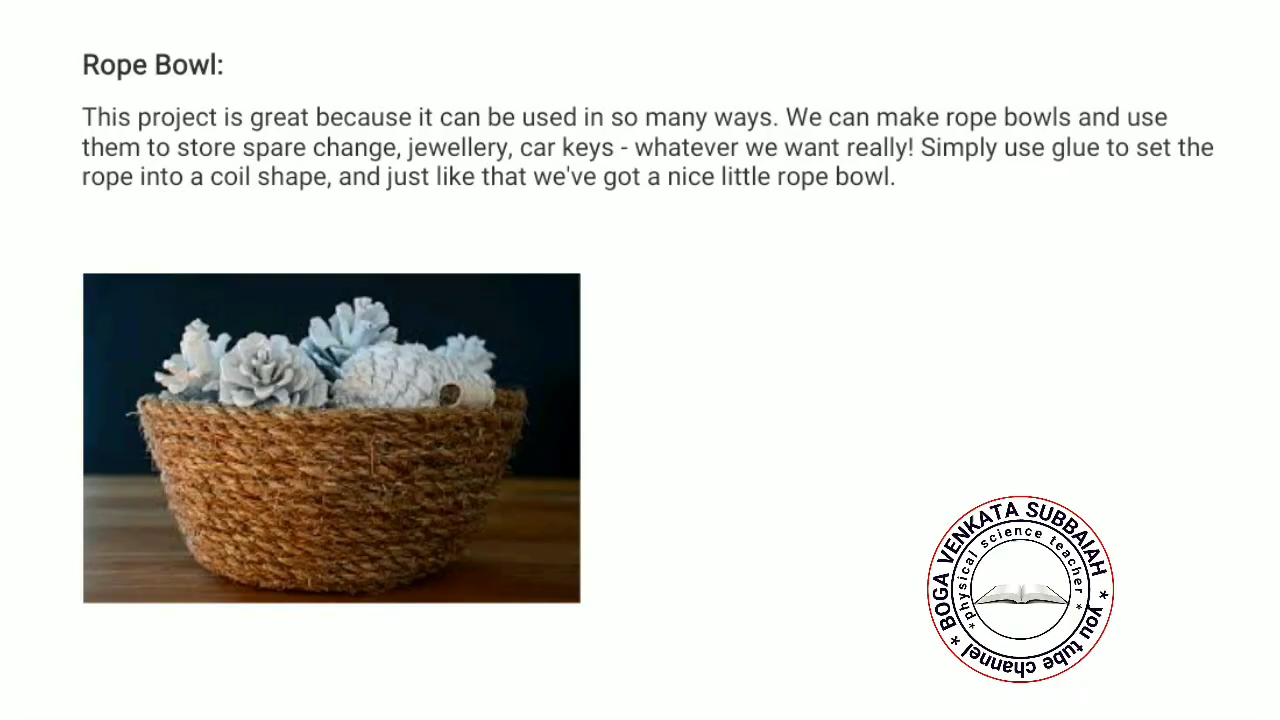 Rope Bowl:
This project is great because it can be used in so many ways. We can make rope bowls and use
them to store spare change, jewellery, car keys - whatever we want really! Simply use glue to set the
rope into a coil shape, and just like that we've got a nice little rope bowl.
* BOGA VENKATA SUBBAIAH * you tube channel
*physical science teacher *